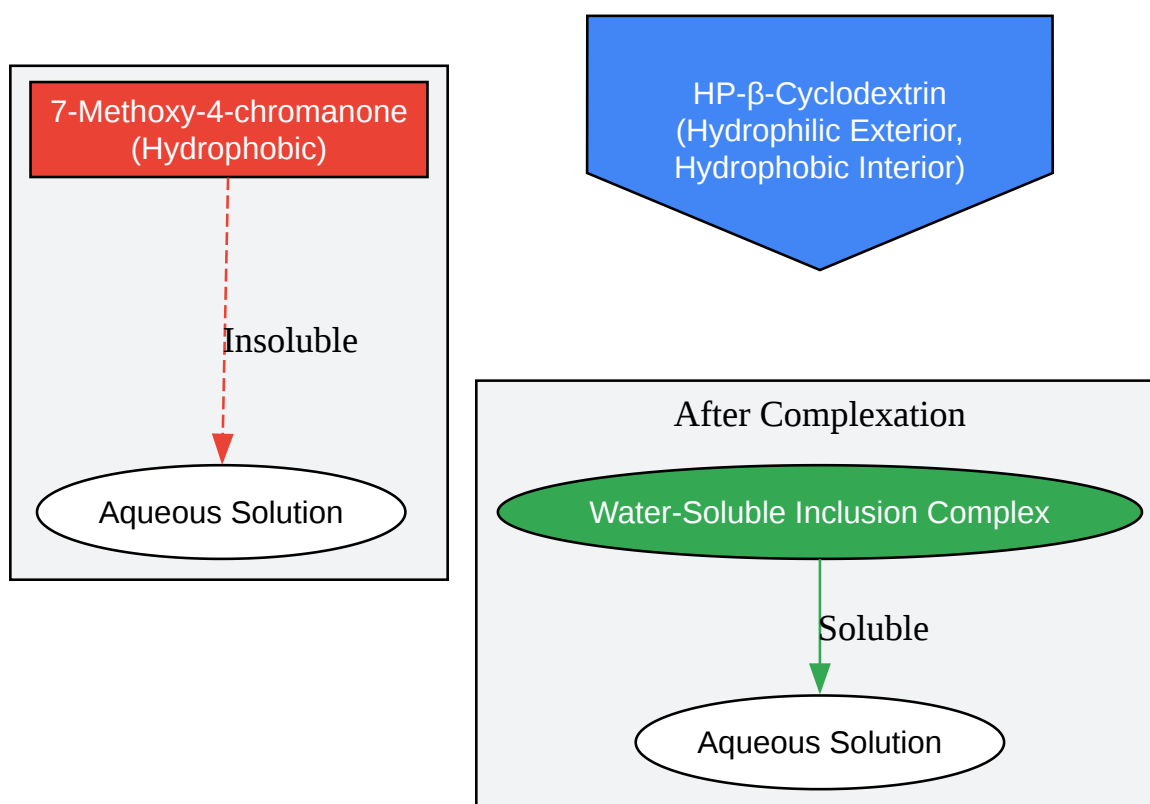 7-Methoxy-4-chromanone
(Hydrophobic)
Insoluble
Aqueous Solution
HP-β-Cyclodextrin
(Hydrophilic Exterior,
Hydrophobic Interior)
After Complexation
Water-Soluble Inclusion Complex
Soluble
Aqueous Solution